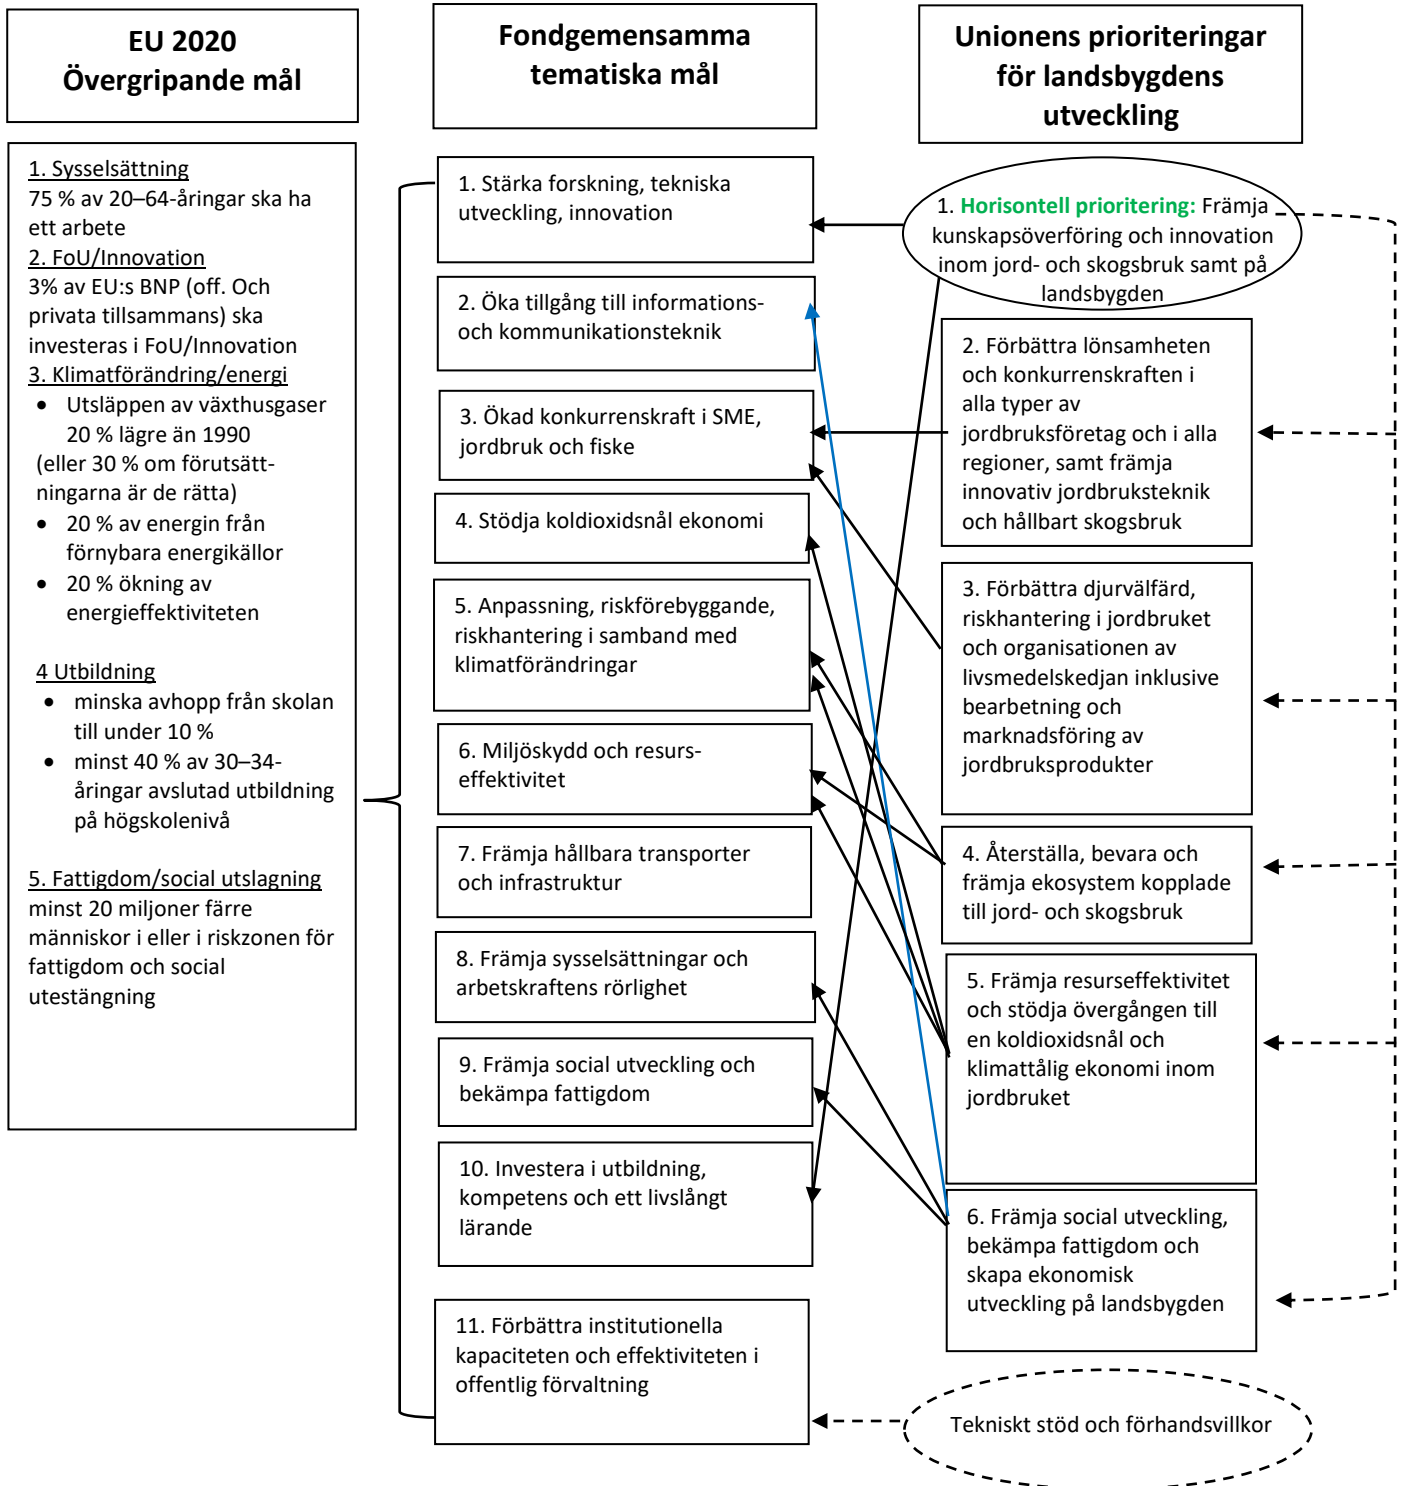 EU 2020
Övergripande mål
1. Sysselsättning
75 % av 20–64-åringar ska ha
ett arbete
2. FoU/Innovation
3% av EU:s BNP (off. Och
privata tillsammans) ska
investeras i FoU/Innovation
3. Klimatförändring/energi
• Utsläppen av växthusgaser
20 % lägre än 1990
(eller 30 % om förutsätt-
ningarna är de rätta)
• 20 % av energin från
förnybara energikällor
• 20 % ökning av
energieffektiviteten
4 Utbildning
• minska avhopp från skolan
till under 10 %
• minst 40 % av 30–34-
åringar avslutad utbildning
på högskolenivå
5. Fattigdom/social utslagning
minst 20 miljoner färre
människor i eller i riskzonen för
fattigdom och social
utestängning
Fondgemensamma
tematiska mål
1. Stärka forskning, tekniska
utveckling, innovation
2. Öka tillgång till informations-
och kommunikationsteknik
3. Ökad konkurrenskraft i SME,
jordbruk och fiske
4. Stödja koldioxidsnål ekonomi
5. Anpassning, riskförebyggande,
riskhantering i samband med
klimatförändringar
6. Miljöskydd och resurs-
effektivitet
7. Främja hållbara transporter
och infrastruktur
8. Främja sysselsättningar och
arbetskraftens rörlighet
9. Främja social utveckling och
bekämpa fattigdom
10. Investera i utbildning,
kompetens och ett livslångt
lärande
11. Förbättra institutionella
kapaciteten och effektiviteten i
offentlig förvaltning
Unionens prioriteringar
för landsbygdens
utveckling
1. Horisontell prioritering: Främja
kunskapsöverföring och innovation
inom jord- och skogsbruk samt på
landsbygden
2. Förbättra lönsamheten
och konkurrenskraften i
alla typer av
jordbruksföretag och i alla
regioner, samt främja
innovativ jordbruksteknik
och hållbart skogsbruk
3. Förbättra djurvälfärd,
riskhantering i jordbruket
och organisationen av
livsmedelskedjan inklusive
bearbetning och
marknadsföring av
jordbruksprodukter
4. Återställa, bevara och
främja ekosystem kopplade
till jord- och skogsbruk
5. Främja resurseffektivitet
och stödja övergången till
en koldioxidsnål och
klimattålig ekonomi inom
jordbruket
6. Främja social utveckling,
bekämpa fattigdom och
skapa ekonomisk
utveckling på landsbygden
Tekniskt stöd och förhandsvillkor